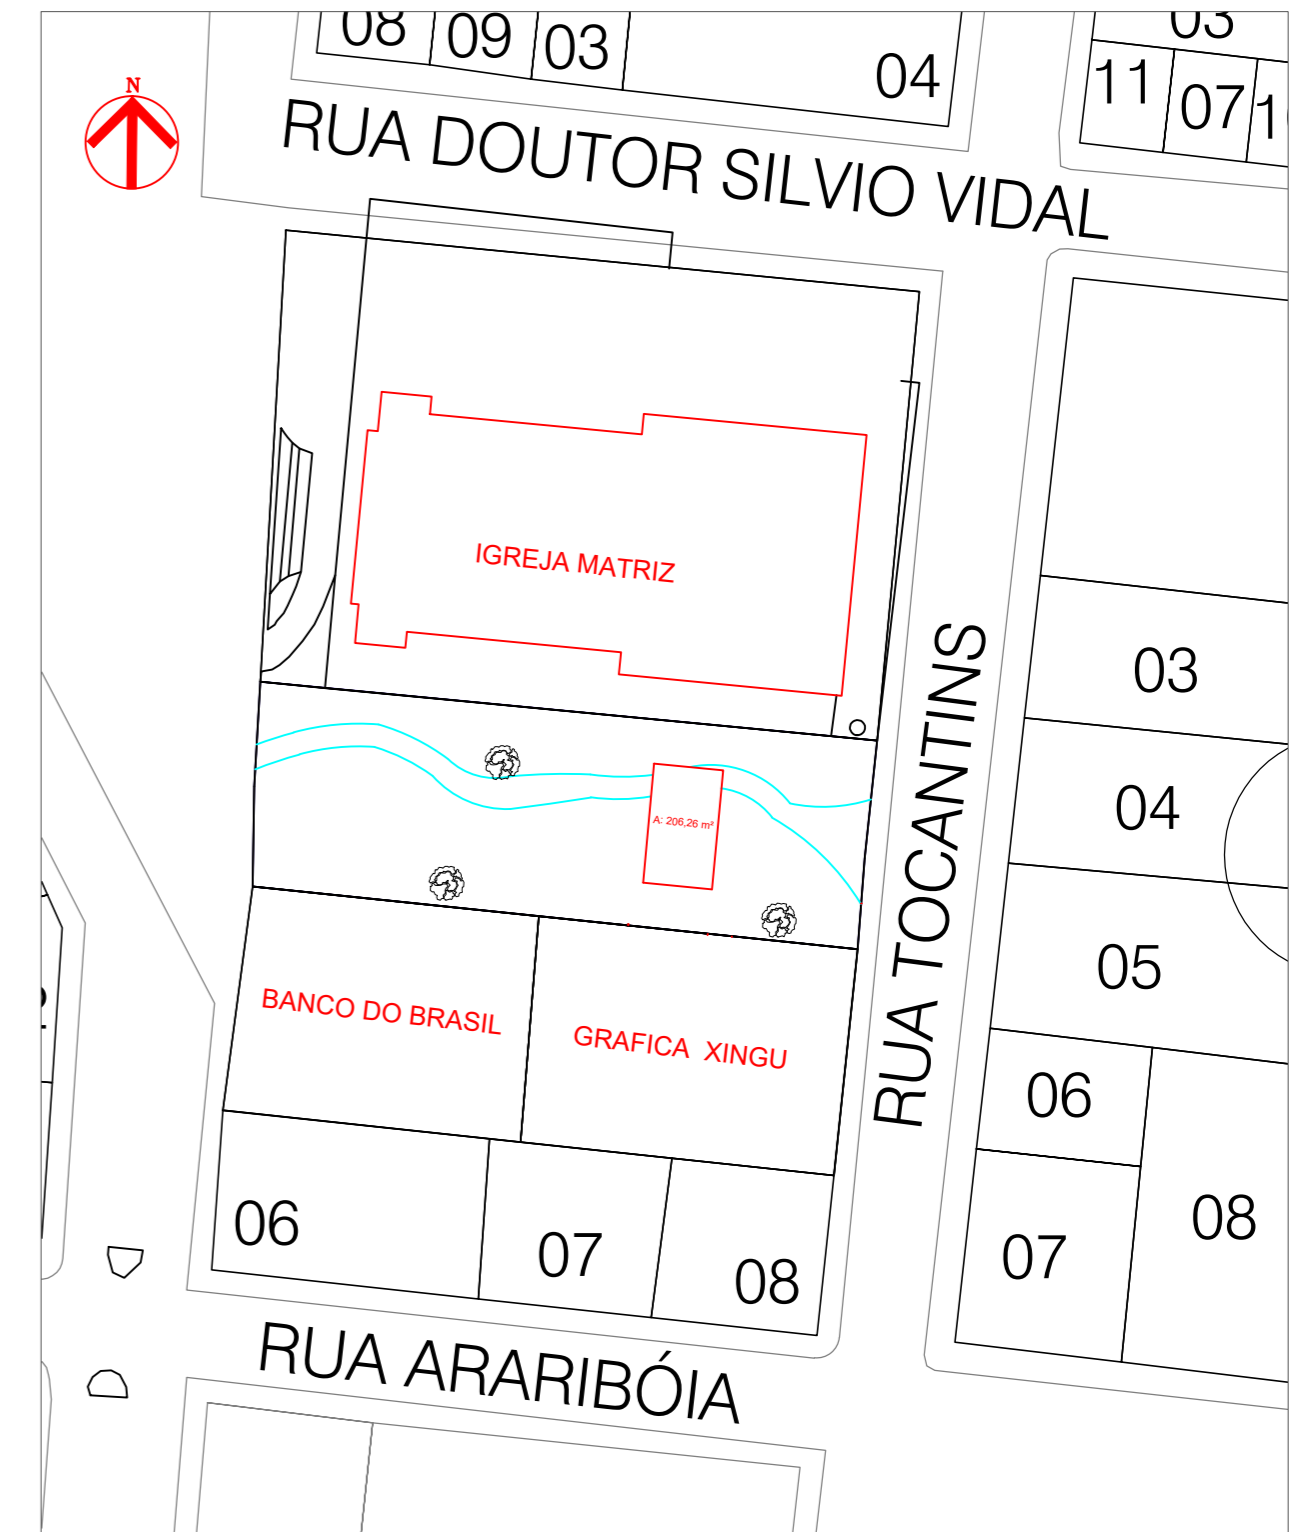 08
09
03
04
03
11
07
N
RUA DOUTOR SILVIO VIDAL
IGREJA MATRIZ
RUA TOCANTINS
03
04
05
06
07
08
A: 206,26 m²
BANCO DO BRASIL
GRAFICA XINGU
06
07
08
RUA ARARIBÓIA